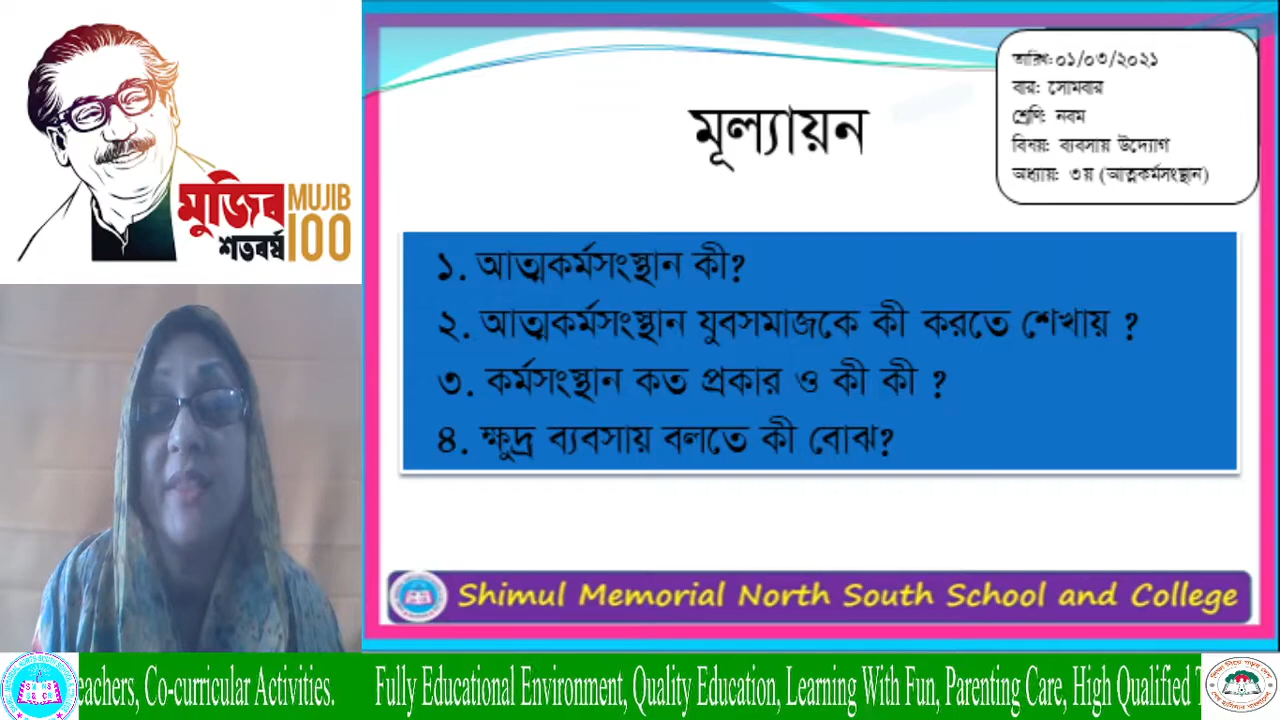 মুজিব
শতবর্ষ
MUJIB
100
তারিখ:০১/০৩/২০২১
বার: সোমবার
শ্রেণি: নবম
বিষয়: ব্যবসায় উদ্যোগ
অধ্যায়: ৩য় (আত্নকর্মসংস্থান)
মূল্যায়ন
১. আত্মকর্মসংস্থান কী?
২. আত্মকর্মসংস্থান যুবসমাজকে কী করতে শেখায় ?
৩. কর্মসংস্থান কত প্রকার ও কী কী ?
৪. ক্ষুদ্র ব্যবসায় বলতে কী বোঝ?
Shimul Memorial North South School and College
eachers, Co-curricular Activities. Fully Educational Environment, Quality Education, Learning With Fun, Parenting Care, High Qualified T